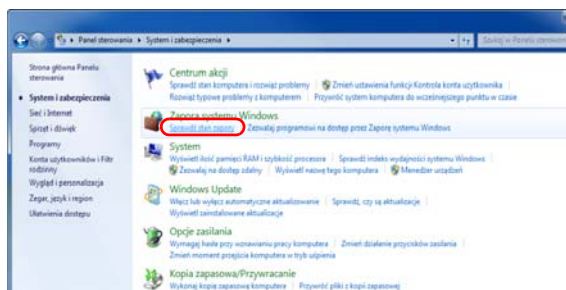 Panel sterowania ▸ System i zabezpieczenia ▸
Szukaj w Panelu sterowania
Strona główna Panelu
sterowania
System i zabezpieczenia
Sieć i Internet
Sprzęt i dźwięk
Programy
Konta użytkowników i Filtr
rodzinny
Wygląd i personalizacja
Zegar, język i region
Ułatwienia dostępu
Centrum akcji
Sprawdź stan komputera i rozwiąż problemy
Zmień ustawienia funkcji Kontrola konta użytkownika
Rozwiąż typowe problemy z komputerem
Przywróć system komputera do wcześniejszego punktu w czasie
Zapora systemu Windows
Sprawdź stan zapory
Zezwalaj programowi na dostęp przez Zaporę systemu Windows
System
Wyświetl ilość pamięci RAM i szybkość procesora
Sprawdź indeks wydajności systemu Windows
Zezwalaj na dostęp zdalny
Wyświetl nazwę tego komputera
Menedżer urządzeń
Windows Update
Włącz lub wyłącz automatyczne aktualizowanie
Sprawdź, czy są aktualizacje
Wyświetl zainstalowane aktualizacje
Opcje zasilania
Wymagaj hasła przy wznawianiu pracy komputera
Zmień działanie przycisków zasilania
Zmień moment przejścia komputera w tryb uśpienia
Kopia zapasowa/Przywracanie
Wykonaj kopię zapasową komputera
Przywróć pliki z kopii zapasowej